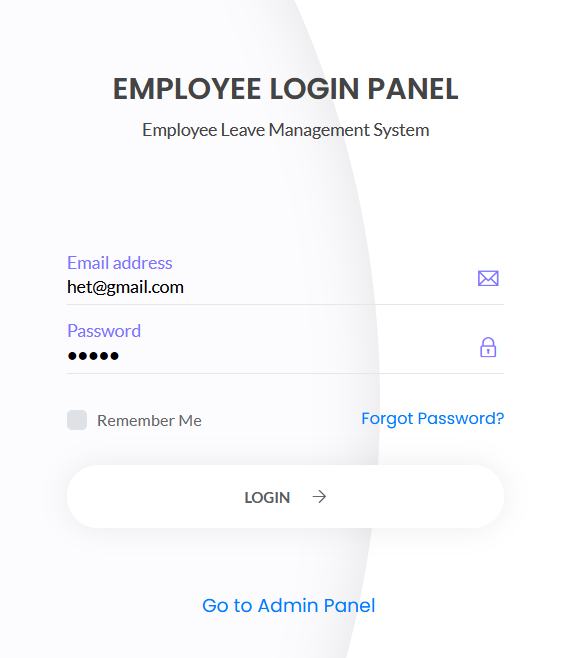 EMPLOYEE LOGIN PANEL
Employee Leave Management System
Email address
het@gmail.com
Password
●●●●●
Remember Me
Forgot Password?
LOGIN →
Go to Admin Panel